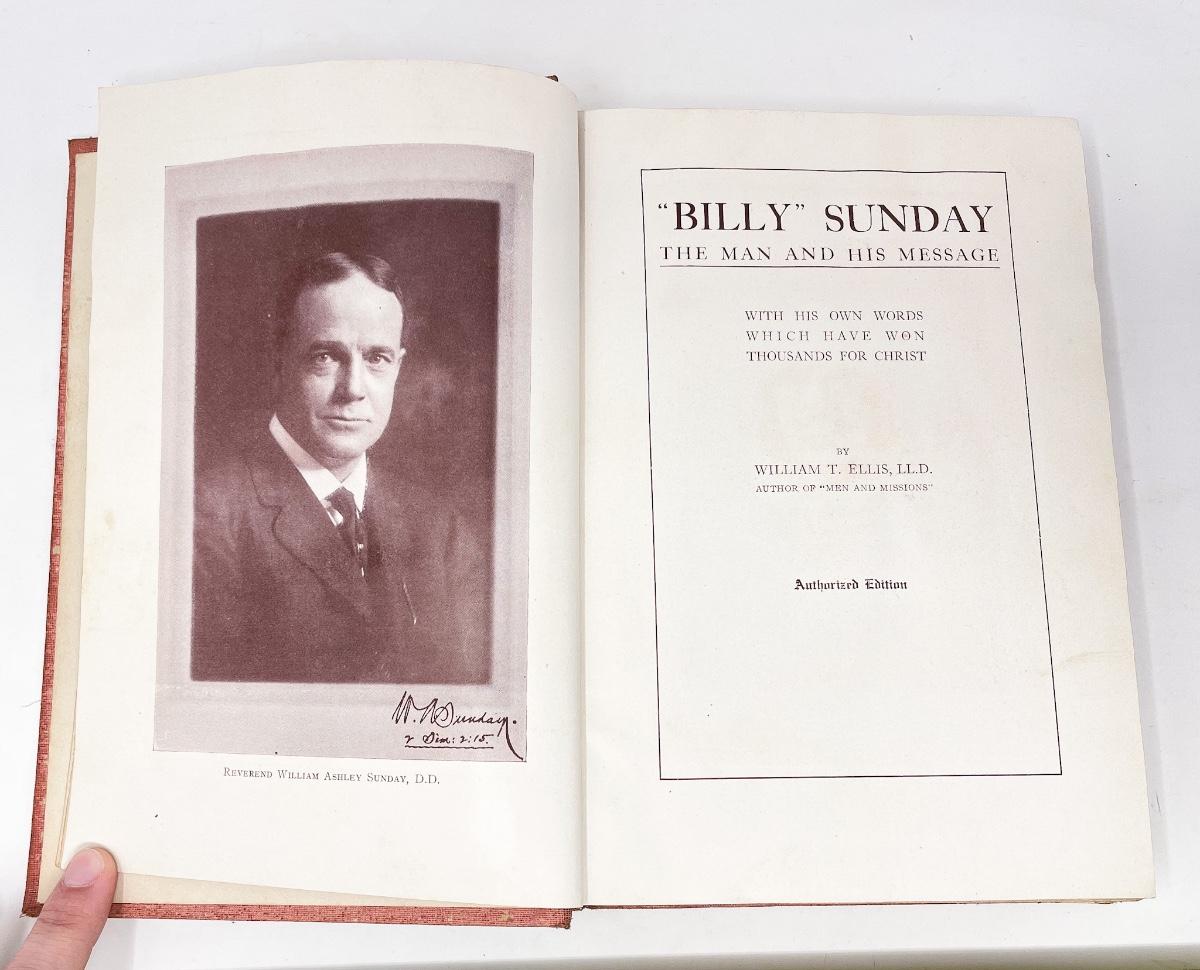 W. A. Sunday.
2 Tim: 2:15.
REVEREND WILLIAM ASHLEY SUNDAY, D.D.
“BILLY” SUNDAY
THE MAN AND HIS MESSAGE
WITH HIS OWN WORDS
WHICH HAVE WON
THOUSANDS FOR CHRIST
BY
WILLIAM T. ELLIS, LL.D.
AUTHOR OF “MEN AND MISSIONS”
Authorized Edition